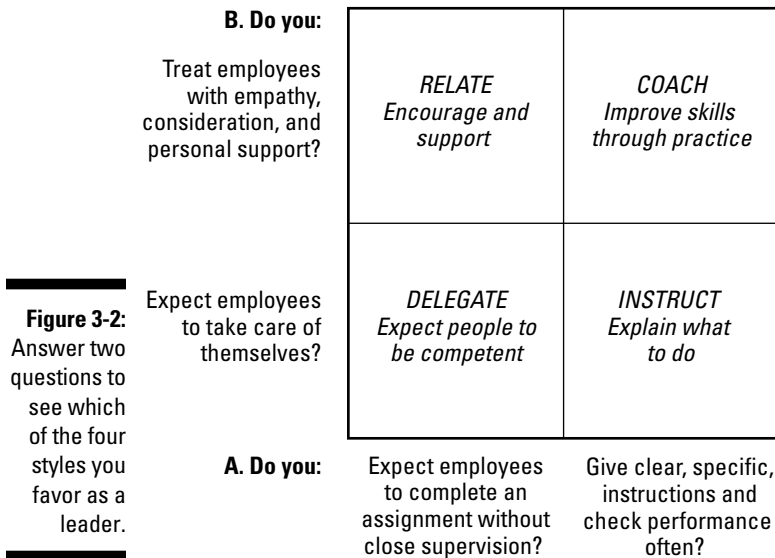 B. Do you:
Treat employees
with empathy,
consideration, and
personal support?
RELATE
Encourage and
support
COACH
Improve skills
through practice
Expect employees
to take care of
themselves?
DELEGATE
Expect people to
be competent
INSTRUCT
Explain what
to do
Figure 3-2:
Answer two
questions to
see which
of the four
styles you
favor as a
leader.
A. Do you:
Expect employees
to complete an
assignment without
close supervision?
Give clear, specific,
instructions and
check performance
often?